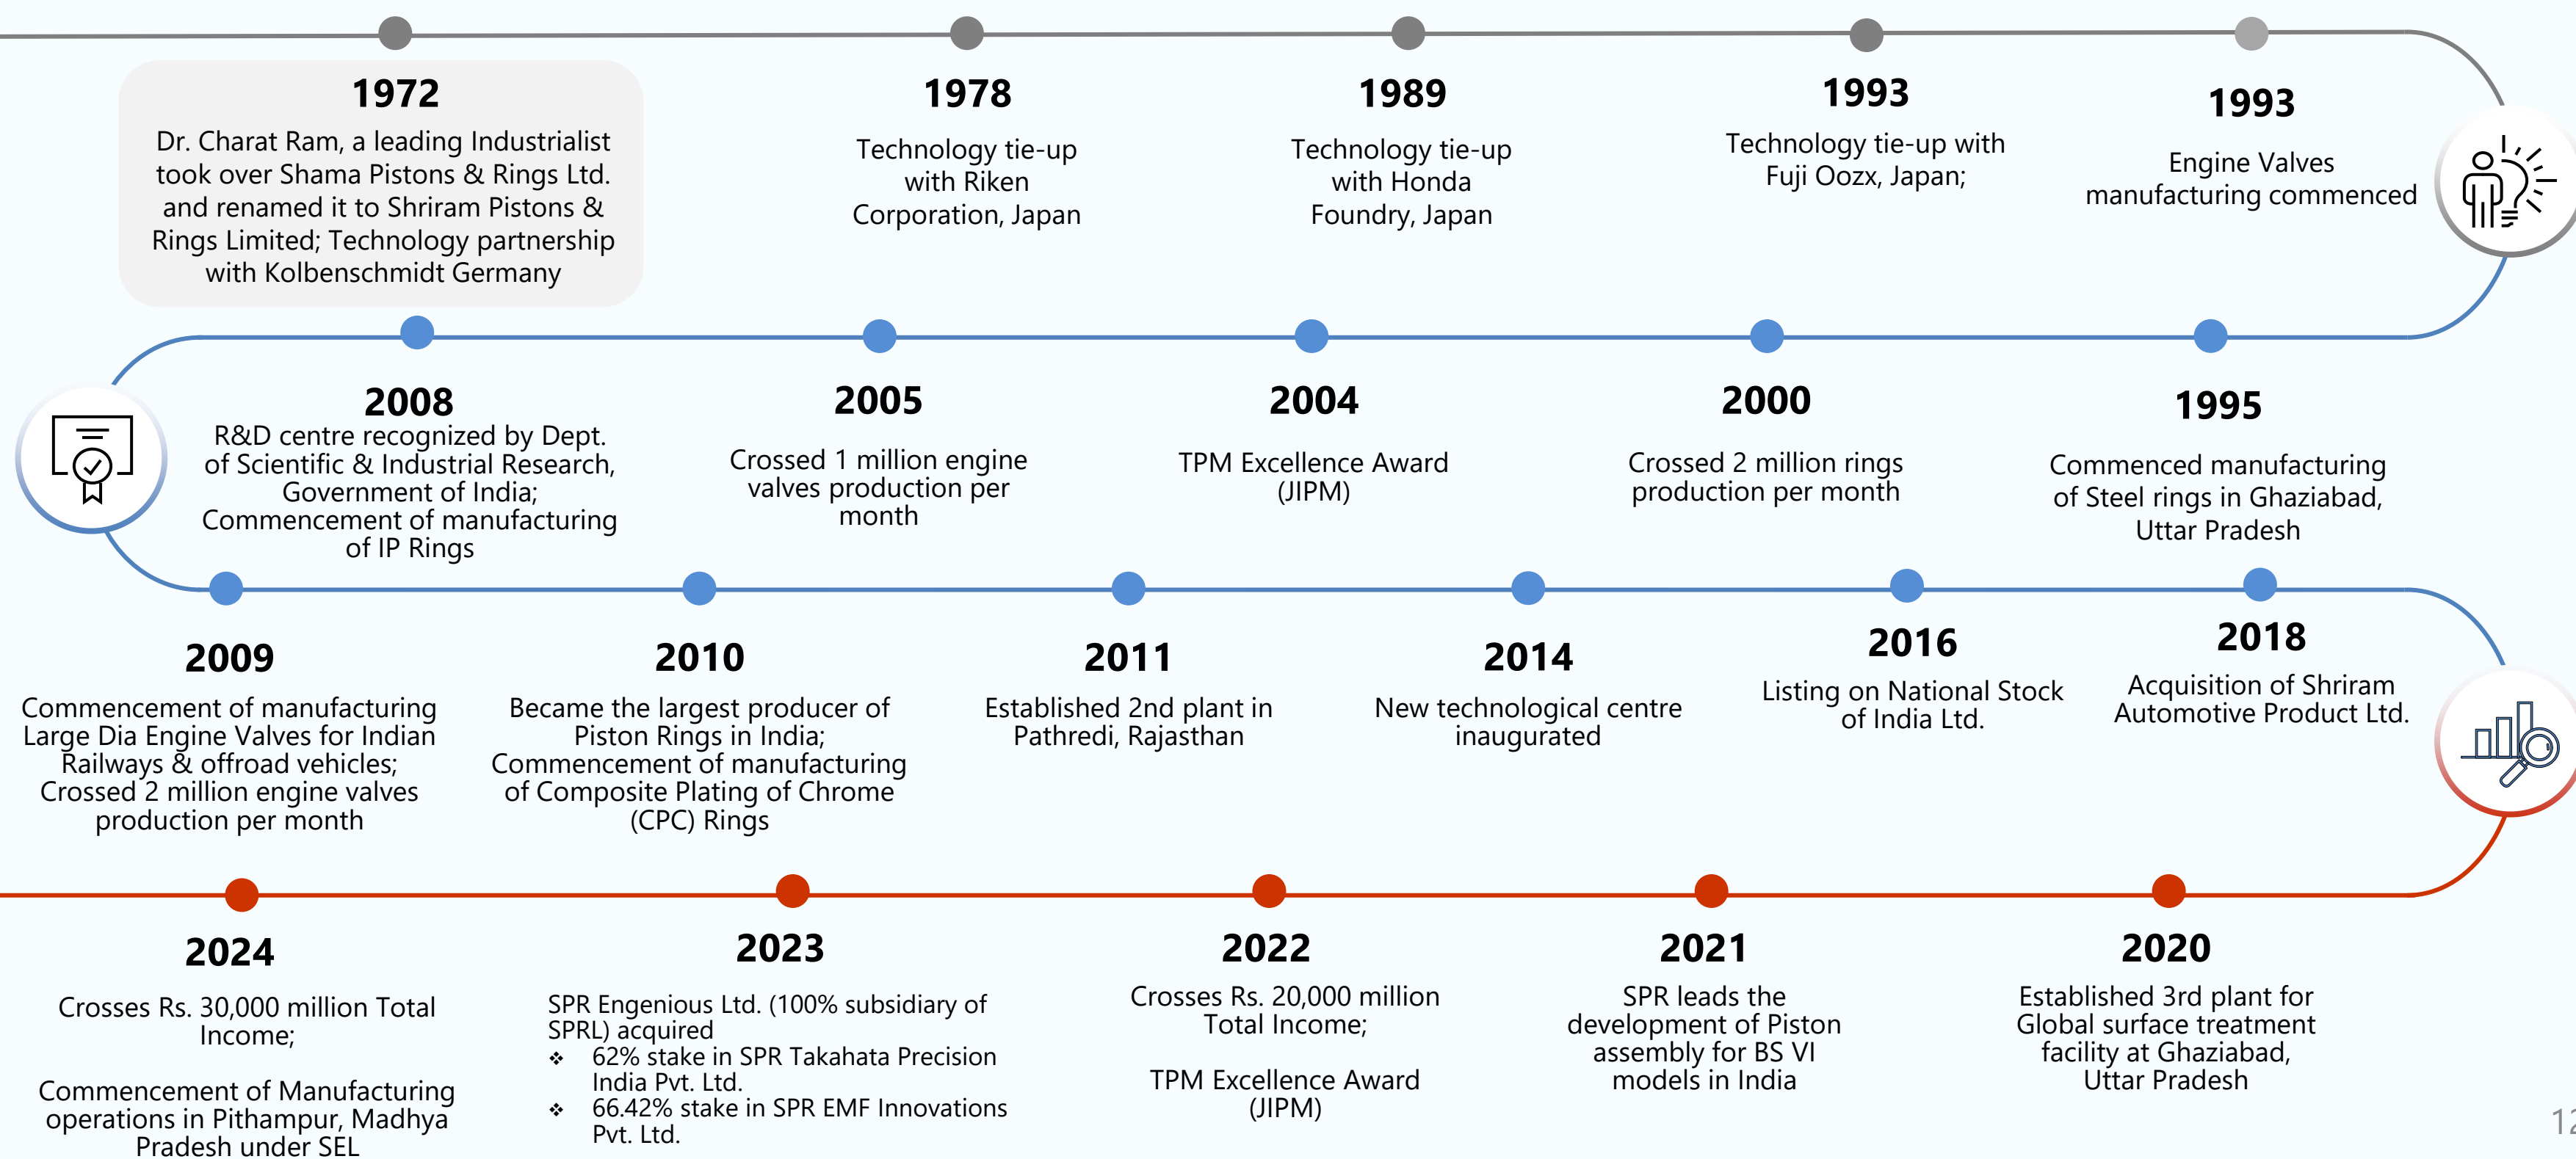 1972
Dr. Charat Ram, a leading Industrialist
took over Shama Pistons & Rings Ltd.
and renamed it to Shriram Pistons &
Rings Limited; Technology partnership
with Kolbenschmidt Germany
1978
Technology tie-up
with Riken
Corporation, Japan
1989
Technology tie-up
with Honda
Foundry, Japan
1993
Technology tie-up with
Fuji Oozx, Japan;
1993
Engine Valves
manufacturing commenced
2008
R&D centre recognized by Dept.
of Scientific & Industrial Research,
Government of India;
Commencement of manufacturing
of IP Rings
2005
Crossed 1 million engine
valves production per
month
2004
TPM Excellence Award
(JIPM)
2000
Crossed 2 million rings
production per month
1995
Commenced manufacturing
of Steel rings in Ghaziabad,
Uttar Pradesh
2009
Commencement of manufacturing
Large Dia Engine Valves for Indian
Railways & offroad vehicles;
Crossed 2 million engine valves
production per month
2010
Became the largest producer of
Piston Rings in India;
Commencement of manufacturing
of Composite Plating of Chrome
(CPC) Rings
2011
Established 2nd plant in
Pathredi, Rajasthan
2014
New technological centre
inaugurated
2016
Listing on National Stock
of India Ltd.
2018
Acquisition of Shriram
Automotive Product Ltd.
2024
Crosses Rs. 30,000 million Total
Income;
Commencement of Manufacturing
operations in Pithampur, Madhya
Pradesh under SEL
2023
SPR Engenious Ltd. (100% subsidiary of
SPRL) acquired
❖ 62% stake in SPR Takahata Precision
India Pvt. Ltd.
❖ 66.42% stake in SPR EMF Innovations
Pvt. Ltd.
2022
Crosses Rs. 20,000 million
Total Income;
TPM Excellence Award
(JIPM)
2021
SPR leads the
development of Piston
assembly for BS VI
models in India
2020
Established 3rd plant for
Global surface treatment
facility at Ghaziabad,
Uttar Pradesh
12